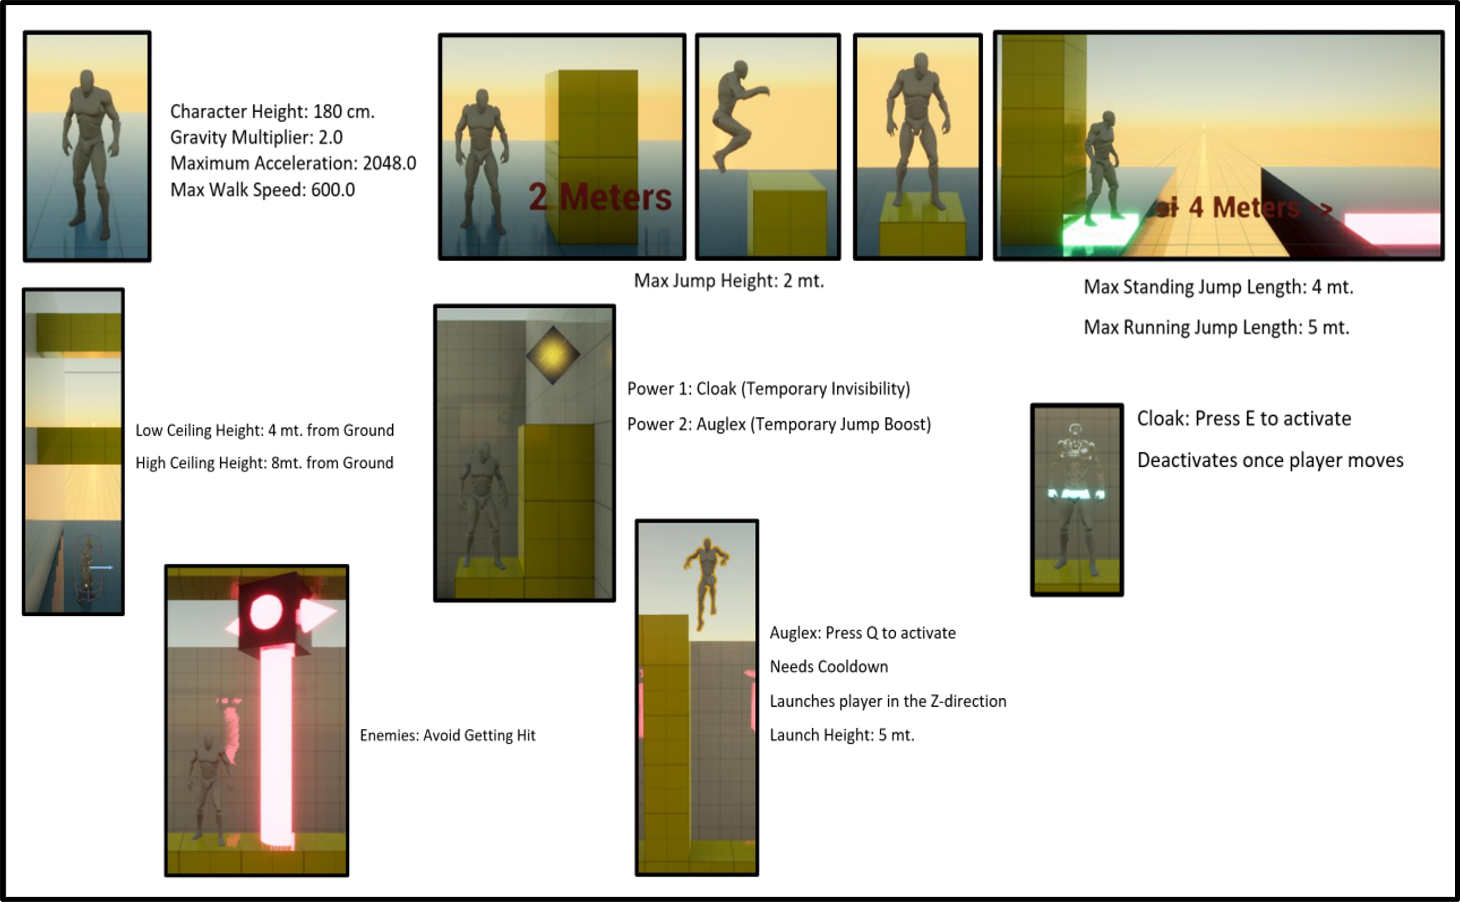 Character Height: 180 cm.
Gravity Multiplier: 2.0
Maximum Acceleration: 2048.0
Max Walk Speed: 600.0
2 Meters
Max Jump Height: 2 mt.
4 Meters ->
Max Standing Jump Length: 4 mt.
Max Running Jump Length: 5 mt.
Low Ceiling Height: 4 mt. from Ground
High Ceiling Height: 8mt. from Ground
Power 1: Cloak (Temporary Invisibility)
Power 2: Auglex (Temporary Jump Boost)
Cloak: Press E to activate
Deactivates once player moves
Enemies: Avoid Getting Hit
Auglex: Press Q to activate
Needs Cooldown
Launches player in the Z-direction
Launch Height: 5 mt.